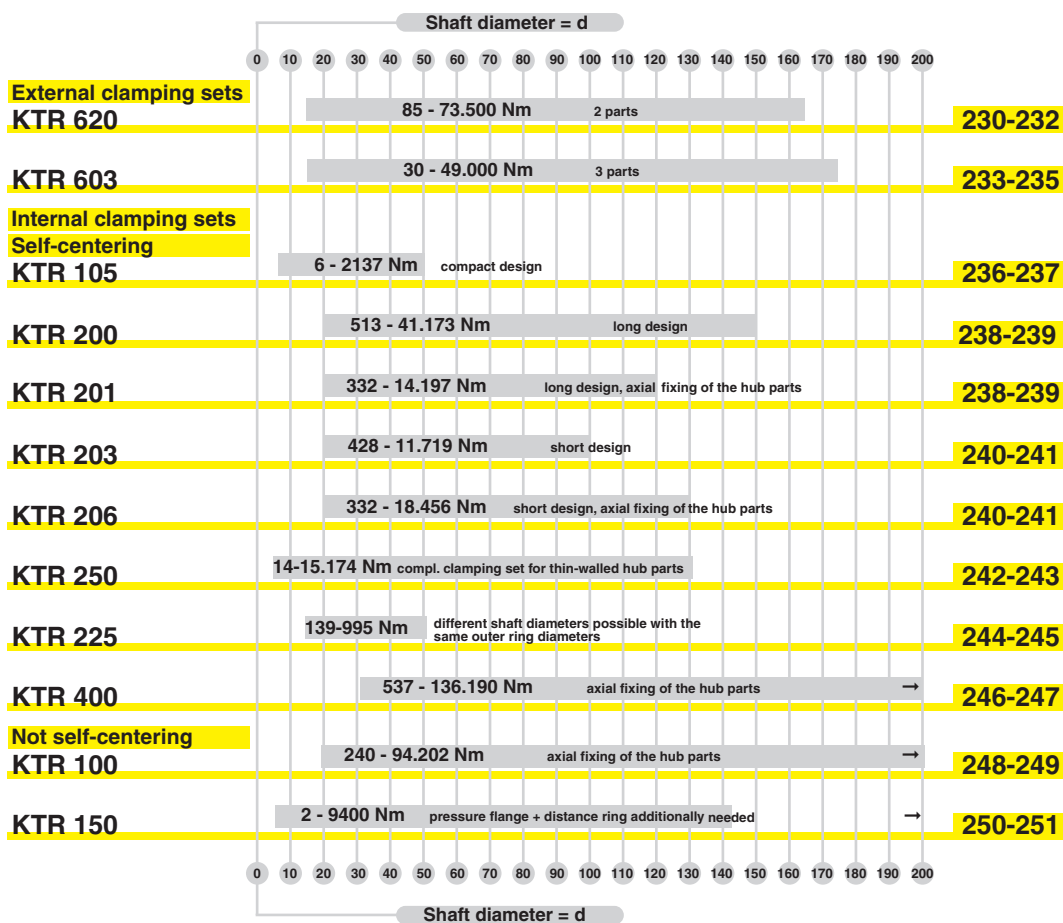 Shaft diameter = d
0 10 20 30 40 50 60 70 80 90 100 110 120 130 140 150 160 170 180 190 200
External clamping sets
KTR 620 85 - 73.500 Nm 2 parts 230-232
KTR 603 30 - 49.000 Nm 3 parts 233-235
Internal clamping sets
Self-centering
KTR 105 6 - 2137 Nm compact design 236-237
KTR 200 513 - 41.173 Nm long design 238-239
KTR 201 332 - 14.197 Nm long design, axial fixing of the hub parts 238-239
KTR 203 428 - 11.719 Nm short design 240-241
KTR 206 332 - 18.456 Nm short design, axial fixing of the hub parts 240-241
KTR 250 14-15.174 Nm compl. clamping set for thin-walled hub parts 242-243
KTR 225 139-995 Nm different shaft diameters possible with the
same outer ring diameters 244-245
KTR 400 537 - 136.190 Nm axial fixing of the hub parts → 246-247
Not self-centering
KTR 100 240 - 94.202 Nm axial fixing of the hub parts → 248-249
KTR 150 2 - 9400 Nm pressure flange + distance ring additionally needed → 250-251
0 10 20 30 40 50 60 70 80 90 100 110 120 130 140 150 160 170 180 190 200
Shaft diameter = d